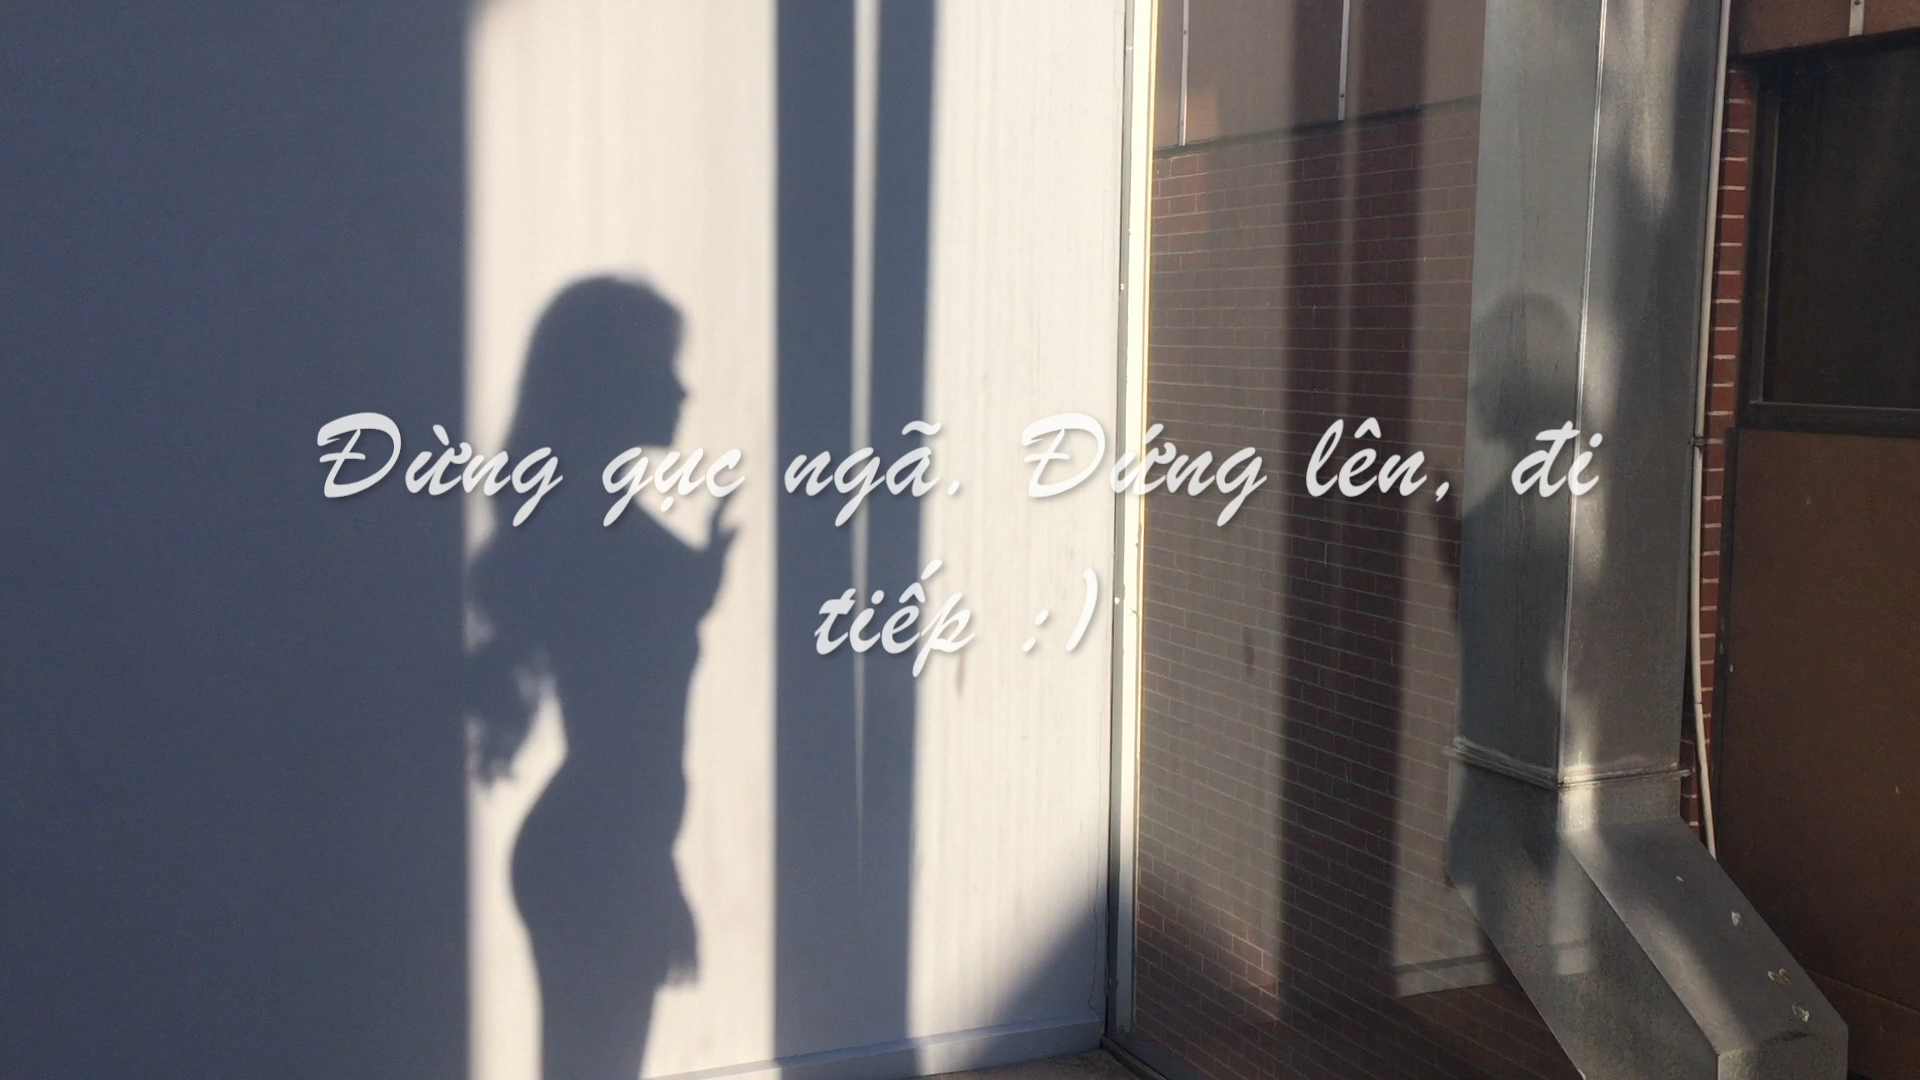 Đừng gục ngã. Đứng lên, đi
tiếp :)